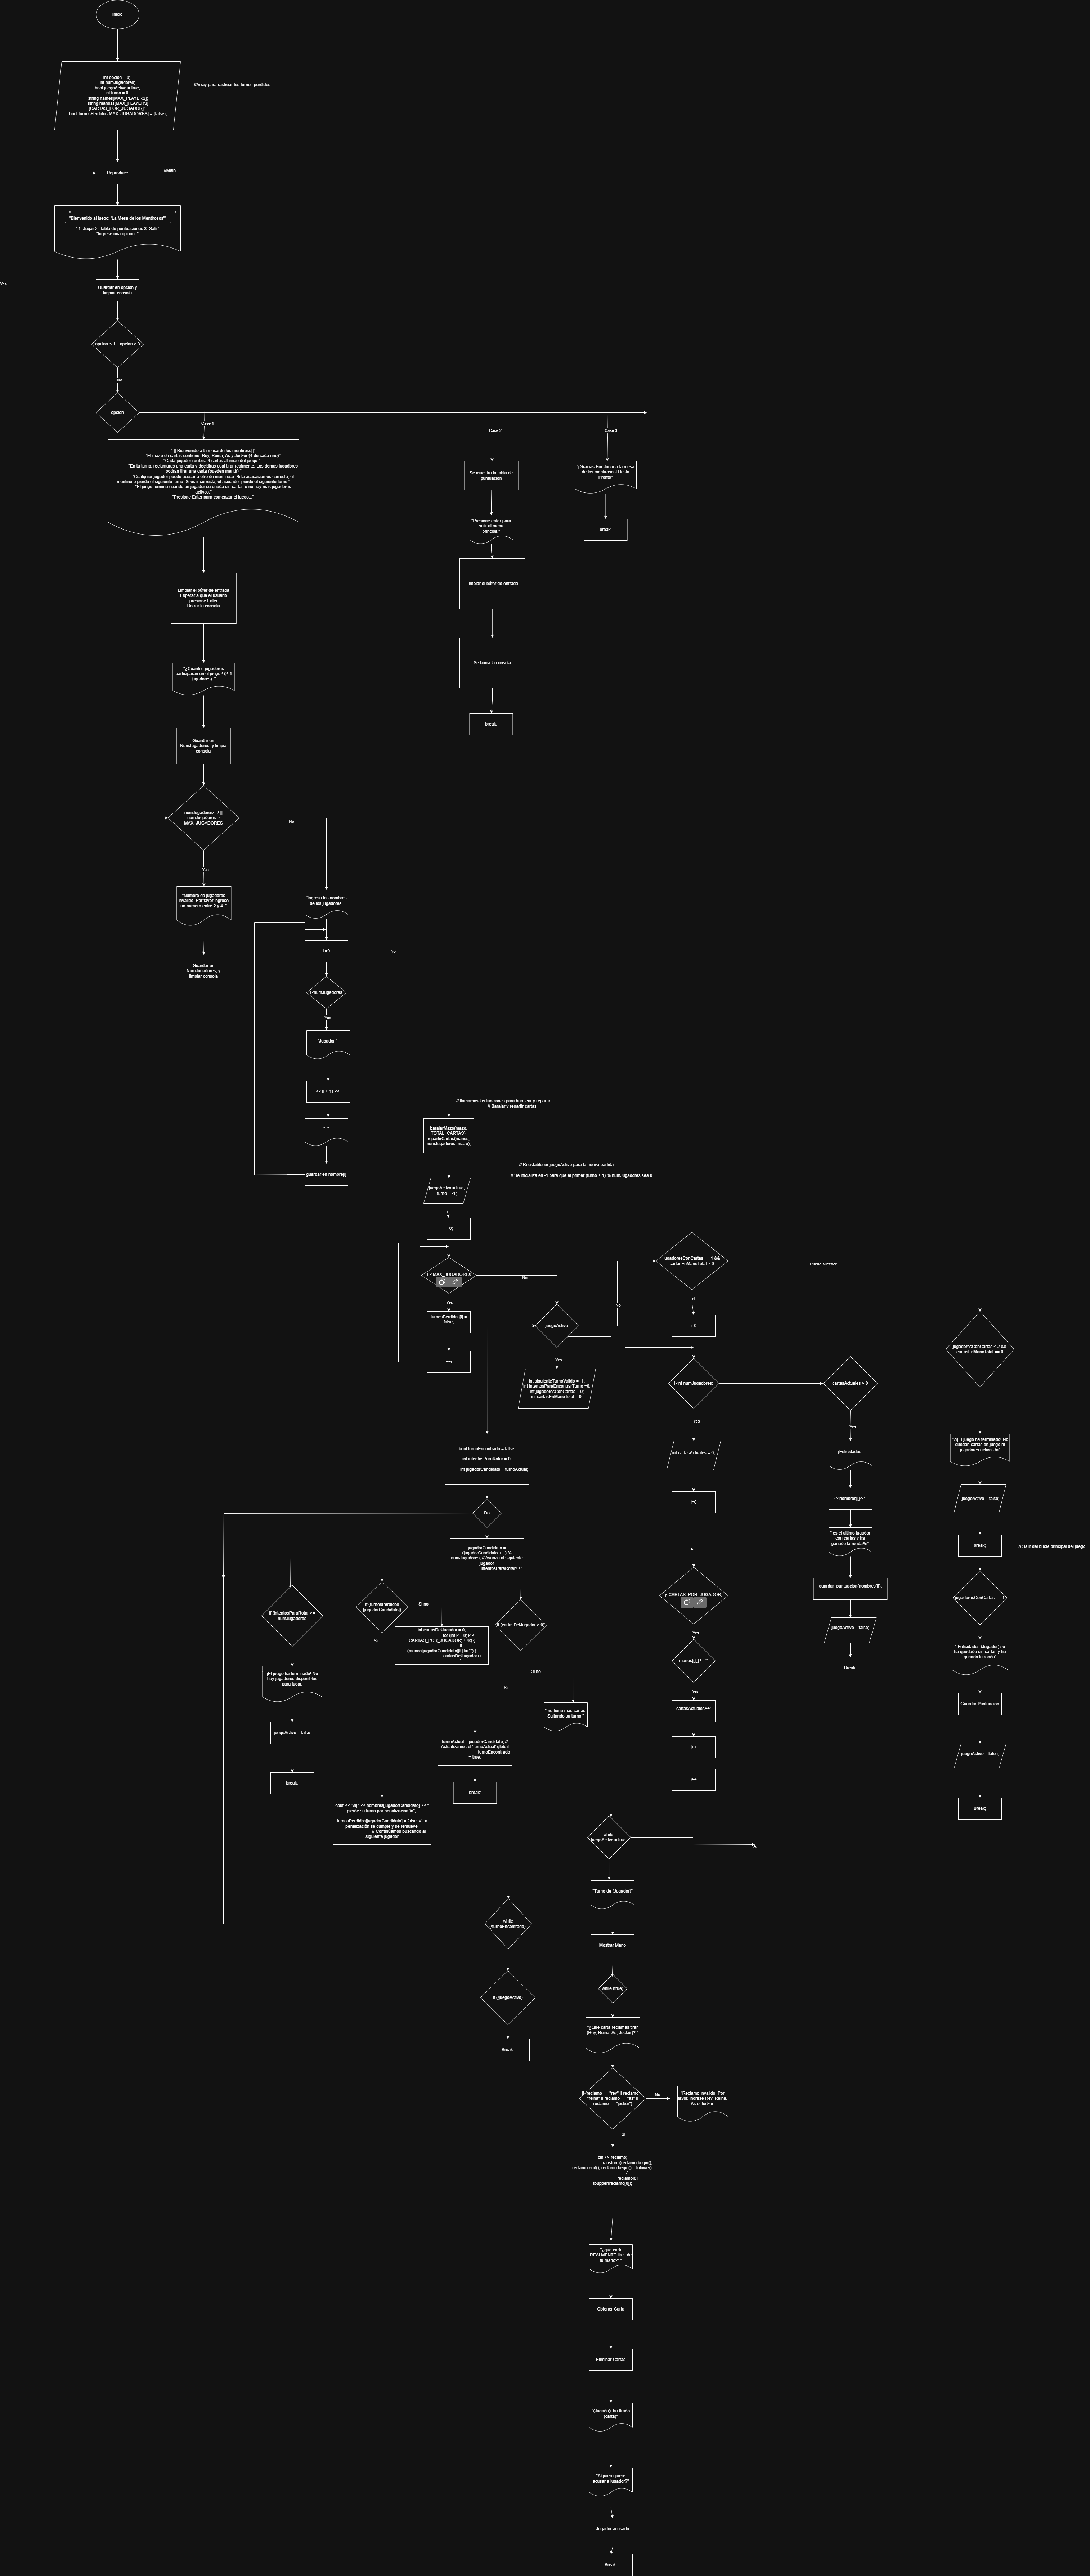 Inicio
int opcion = 0;
int numJugadores;
bool juegoActivo = true;
int turno = 0;;
string names[MAX_PLAYERS];
string manoss[MAX_PLAYERS]
[CARTAS_POR_JUGADOR];
bool turnosPerdidos[MAX_JUGADORES] = {false};
//Array para rastrear los turnos perdidos.
Reproduce
//Main
"Bienvenido al juego: 'La Mesa de los Mentirosos'"
" 1. Jugar 2. Tabla de puntuaciones 3. Salir"
"Ingrese una opción: "
Yes
Guardar en opcion y
limpiar consola
opcion < 1 || opcion > 3
No
opcion
Case 1
Case 2
Case 3
" || Bienvenido a la mesa de los mentirosos||"
"El mazo de cartas contiene: Rey, Reina, As y Jocker (4 de cada uno)"
"Cada jugador recibira 4 cartas al inicio del juego."
"En tu turno, reclamaras una carta y decidiras cual tirar realmente. Los demas jugadores
podran tirar una carta (pueden mentir)."
"Cualquier jugador puede acusar a otro de mentiroso. Si la acusacion es correcta, el
mentiroso pierde el siguiente turno. Si es incorrecta, el acusador pierde el siguiente turno."
"El juego termina cuando un jugador se queda sin cartas o no hay mas jugadores
activos."
"Presione Enter para comenzar el juego..."
Se muestra la tabla de
puntuacion
"¡Gracias Por Jugar a la mesa
de los mentirosos! Hasta
Pronto"
"Presione enter para
salir al menu
principal"
break;
Limpiar el búfer de entrada
Limpiar el búfer de entrada
Esperar a que el usuario
presione Enter
Borrar la consola
Se borra la consola
"¿Cuantos jugadores
participaran en el juego? (2-4
jugadores): "
break;
Guardar en
NumJugadores, y limpia
consola
numJugadores< 2 ||
numJugadores >
MAX_JUGADORES
No
Yes
"Numero de jugadores
invalido. Por favor ingrese
un numero entre 2 y 4: "
"Ingresa los nombres
de los jugadores:
Guardar en
NumJugadores, y
limpiar consola
i =0
No
i<numJugadores
Yes
"Jugador "
<< (i + 1) <<
": "
guardar en nombre[i]
// llamamos las funciones para barajear y repartir
// Barajar y repartir cartas
barajarMazo(mazo,
TOTAL_CARTAS);
repartirCartas(manos,
numJugadores, mazo);
// Reestablecer juegoActivo para la nueva partida
// Se inicializa en -1 para que el primer (turno + 1) % numJugadores sea 0.
juegoActivo = true;
turno = -1;
i =0;
i < MAX_JUGADOREs
No
Yes
turnosPerdidos[i] =
false;
++i
juegoActivo
No
Yes
int siguienteTurnoValido = -1;
int intentosParaEncontrarTurno =0;
int jugadoresConCartas = 0;
int cartasEnManoTotal = 0;
jugadoresConCartas == 1 &&
cartasEnManoTotal > 0
Puede suceder
i=0
i<int numJugadores;
Yes
int cartasActuales = 0;
j=0
j<CARTAS_POR_JUGADOR;
Yes
manos[i][j] != ""
Yes
cartasActuales++;
j++
i++
cartasActuales > 0
Yes
¡Felicidades,
<<nombres[i]<<
" es el ultimo jugador
con cartas y ha
ganado la ronda\n"
guardar_puntuacion(nombres[i]);
juegoActivo = false;
Break;
jugadoresConCartas < 2 &&
cartasEnManoTotal == 0
"\n¡El juego ha terminado! No
quedan cartas en juego ni
jugadores activos.\n"
juegoActivo = false;
break;
// Salir del bucle principal del juego
jugadoresConCartas == 1
" Felicidades (Jugador) se
ha quedado sin cartas y ha
ganado la ronda"
Guardar Puntuación
juegoActivo = false;
Break;
bool turnoEncontrado = false;
int intentosParaRotar = 0;
int jugadorCandidato = turnoActual;
Do
jugadorCandidato =
(jugadorCandidato + 1) %
numJugadores; // Avanza al siguiente
jugador
intentosParaRotar++;
if (intentosParaRotar >=
numJugadores
if (turnosPerdidos
[jugadorCandidato])
Si no
Si
int cartasDelJugador = 0;
for (int k = 0; k <
CARTAS_POR_JUGADOR; ++k) {
if
(manos[jugadorCandidato][k] != "") {
cartasDelJugador++;
}
if (cartasDelJugador > 0)
Si no
Si
" no tiene mas cartas.
Saltando su turno."
¡El juego ha terminado! No
hay jugadores disponibles
para jugar.
juegoActivo = false
break:
turnoActual = jugadorCandidato; //
Actualizamos el 'turnoActual' global
turnoEncontrado
= true;
break:
cout << "\n¡" << nombres[jugadorCandidato] << "
pierde su turno por penalización!\n";
turnosPerdidos[jugadorCandidato] = false; // La
penalización se cumple y se remueve.
// Continúamos buscando al
siguiente jugador
while
(!turnoEncontrado);
if (!juegoActivo)
Break:
while
juegoActivo = true;
"Turno de (Jugador)"
Mostrar Mano
while (true)
"¿Que carta reclamas tirar
(Rey, Reina, As, Jocker)? "
if (reclamo == "rey" || reclamo ==
"reina" || reclamo == "as" ||
reclamo == "jocker")
No
"Reclamo invalido. Por
favor, ingrese Rey, Reina,
As o Jocker.
Si
cin >> reclamo;
transform(reclamo.begin(),
reclamo.end(), reclamo.begin(), ::tolower);
{
reclamo[0] =
toupper(reclamo[0]);
"¿que carta
REALMENTE tiras de
la mano?: "
Obtener Carta
Eliminar Cartas
"(Jugado)r ha tirado
(carta)"
"Alguien quiere
acusar a jugador?"
Jugador acusado
Break: